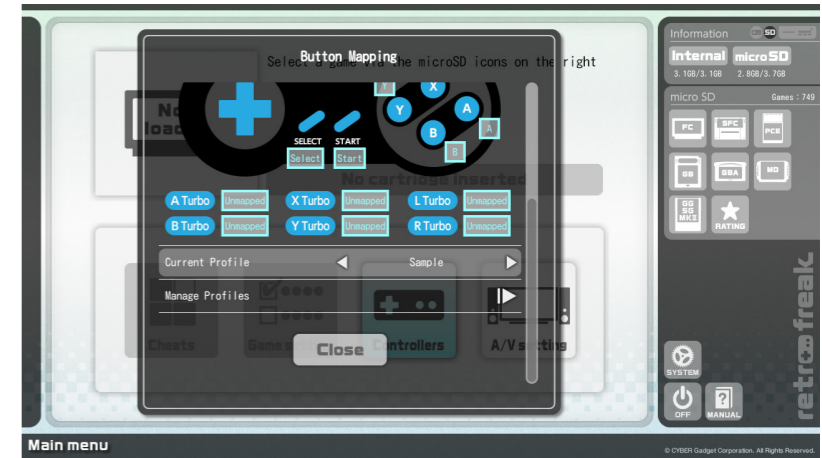 Button Mapping
Select a game via the microSD icons on the right
Y
X
Y
A
B
A
B
SELECT
START
Select
Start
No cartridge inserted
A Turbo Unmapped X Turbo Unmapped L Turbo Unmapped
B Turbo Unmapped Y Turbo Unmapped R Turbo Unmapped
Current Profile Sample
Manage Profiles
Cheats
Controllers
A/V setting
Close
Main menu
Information SD
Internal microSD
3.1GB/3.1GB 2.8GB/3.7GB
micro SD Games : 749
FC SFC PCE
GB GBA MD
GG
SG
MKⅢ
RATING
SYSTEM
OFF MANUAL
retro freak
© CYBER Gadget Corporation. All Rights Reserved.